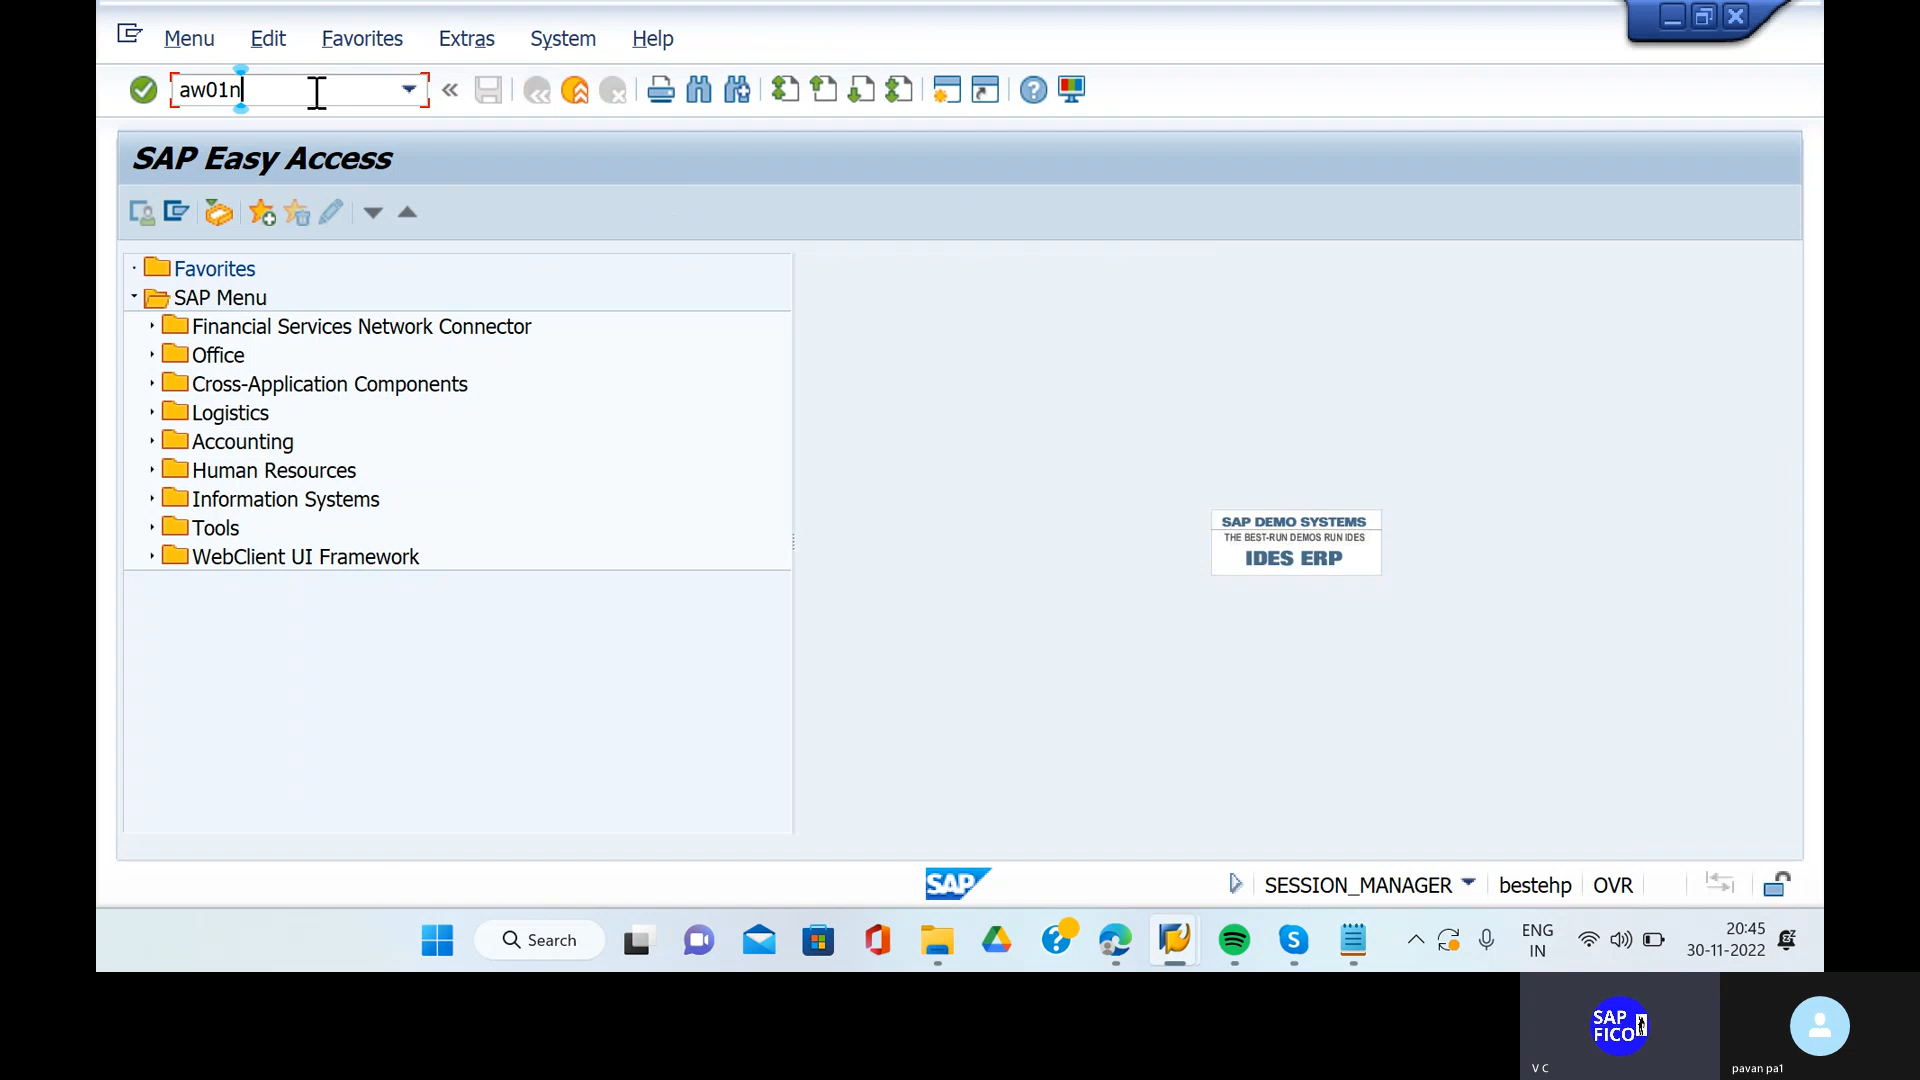 Menu Edit Favorites Extras System Help
aw01n
SAP Easy Access
Favorites
SAP Menu
Financial Services Network Connector
Office
Cross-Application Components
Logistics
Accounting
Human Resources
Information Systems
Tools
WebClient UI Framework
SAP DEMO SYSTEMS
THE BEST-RUN DEMOS RUN IDES
IDES ERP
SAP
SESSION_MANAGER bestehp OVR
Search
ENG
IN
20:45
30-11-2022
SAP
FICO
V C
pavan pa1